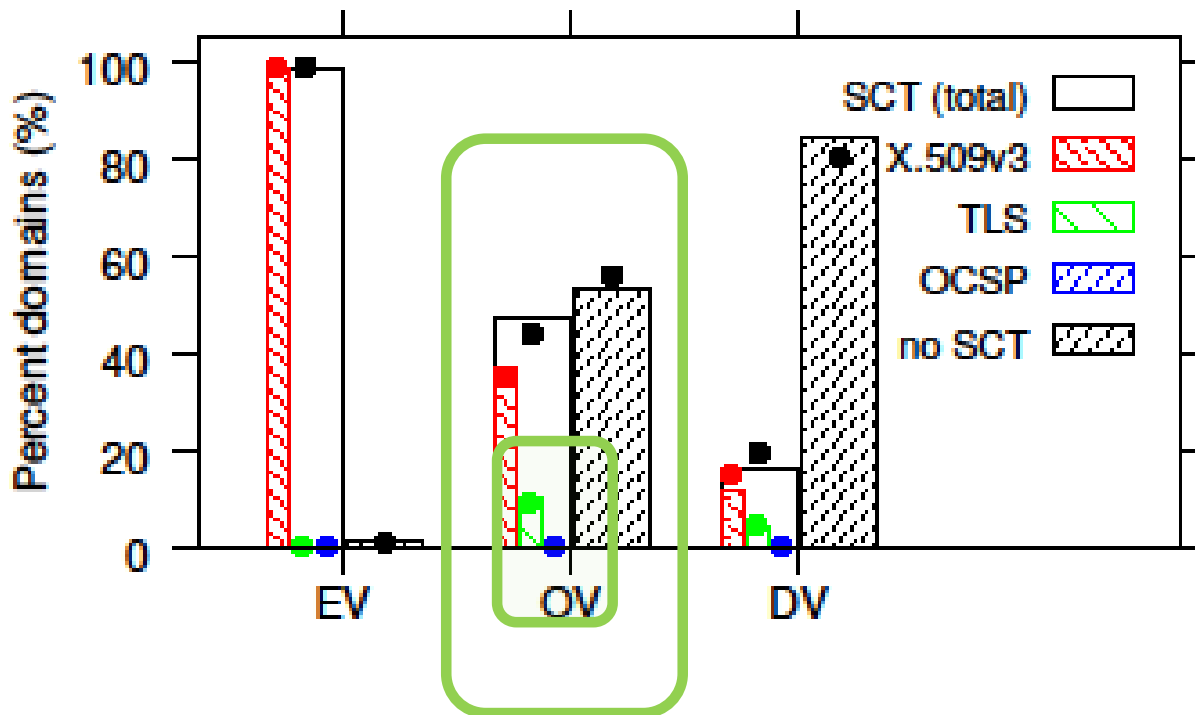 Percent domains (%)
100
80
60
40
20
0
EV
OV
DV
SCT (total)
X.509v3
TLS
OCSP
no SCT